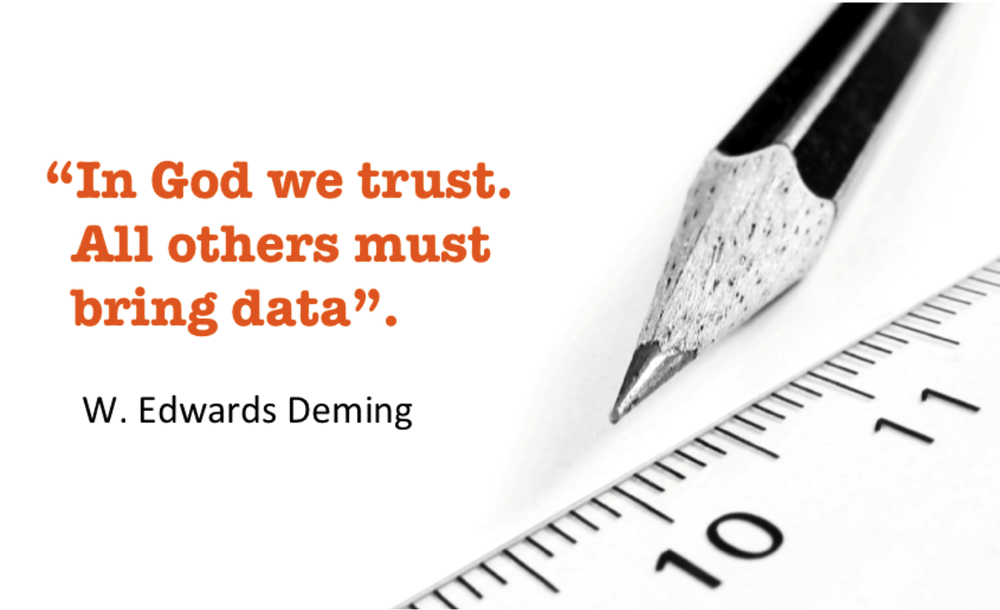 “In God we trust.
All others must
bring data”.
W. Edwards Deming
10
11